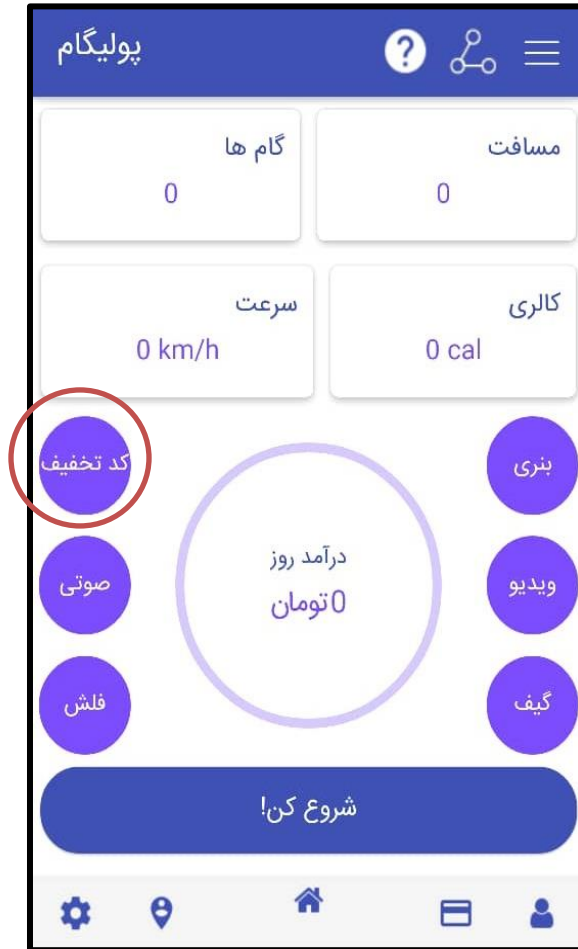 پولیگام
?
مسافت
0
گام ها
0
کالری
0 cal
سرعت
0 km/h
بنری
کد تخفیف
ویدیو
صوتی
گیف
فلش
درآمد روز
0تومان
شروع کن!